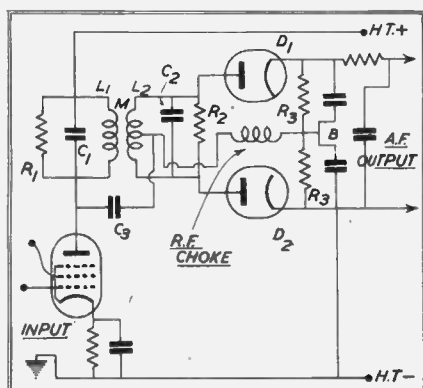 D1
H.T.+
L1
M
L2
C2
R1
C1
R2
R3
B
A.F.
OUTPUT
C3
R3
R.F.
CHOKE
D2
INPUT
H.T–